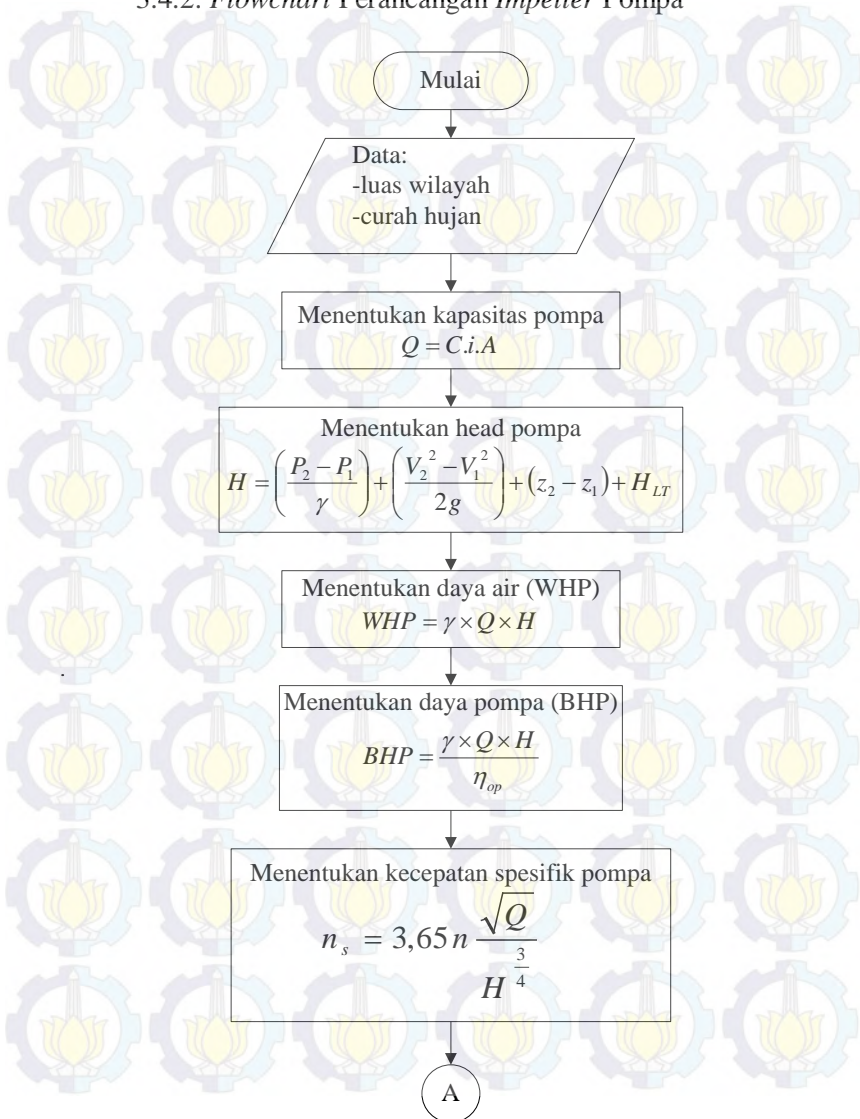 3.4.2. Flowchart Perancangan Impeller Pompa
Mulai
Data:
-luas wilayah
-curah hujan
Menentukan kapasitas pompa
Q = C.i.A
Menentukan head pompa
H = ((P₂ − P₁)/γ) + ((V₂² − V₁²)/2g) + (z₂ − z₁) + H_LT
Menentukan daya air (WHP)
WHP = γ × Q × H
.
Menentukan daya pompa (BHP)
BHP = (γ × Q × H)/η_op
Menentukan kecepatan spesifik pompa
n_s = 3,65 n √Q / H^(3/4)
A